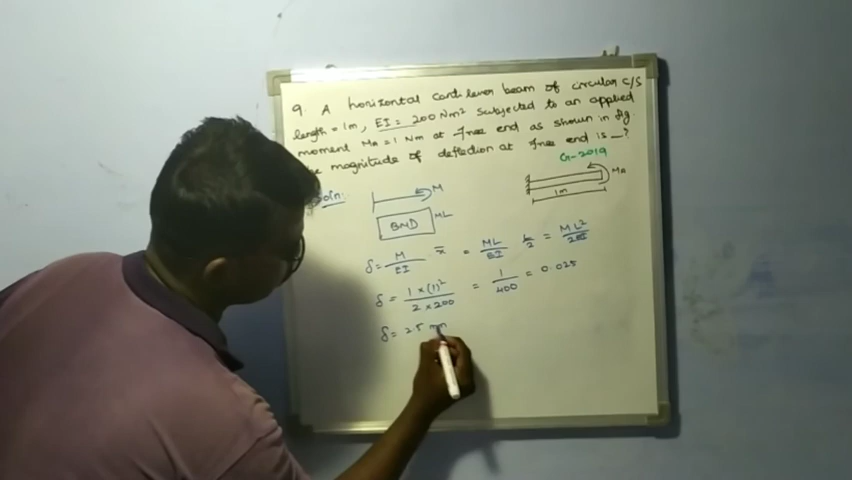 9 A horizontal cantilever beam of circular C/S
length = 1m, EI = 200 Nm² subjected to an applied
moment MA = 1 Nm at free end as shown in fig.
magnitude of deflection at free end is __?
G-2019
MA
1m
Soln:
M
BMD ML
δ = M/EI x̄ = ML/EI L/2 = ML²/2EI
δ = 1×(1)²/2×200 = 1/400 = 0.025
δ = 25 mm